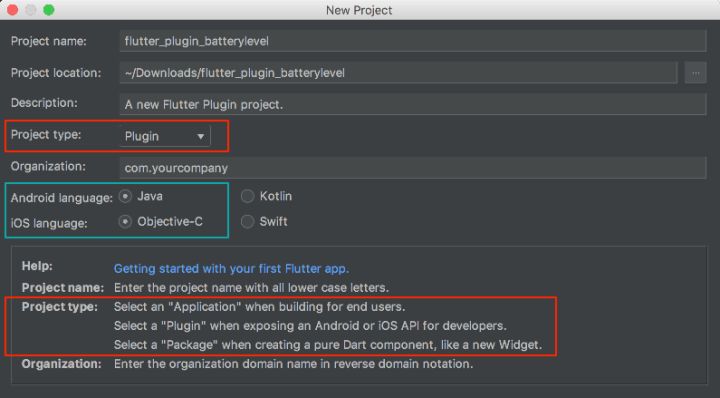 New Project
Project name: flutter_plugin_batterylevel
Project location: ~/Downloads/flutter_plugin_batterylevel ...
Description: A new Flutter Plugin project.
Project type: Plugin
Organization: com.yourcompany
Android language: Java Kotlin
iOS language: Objective-C Swift
Help: Getting started with your first Flutter app.
Project name: Enter the project name with all lower case letters.
Project type: Select an "Application" when building for end users.
Select a "Plugin" when exposing an Android or iOS API for developers.
Select a "Package" when creating a pure Dart component, like a new Widget.
Organization: Enter the organization domain name in reverse domain notation.